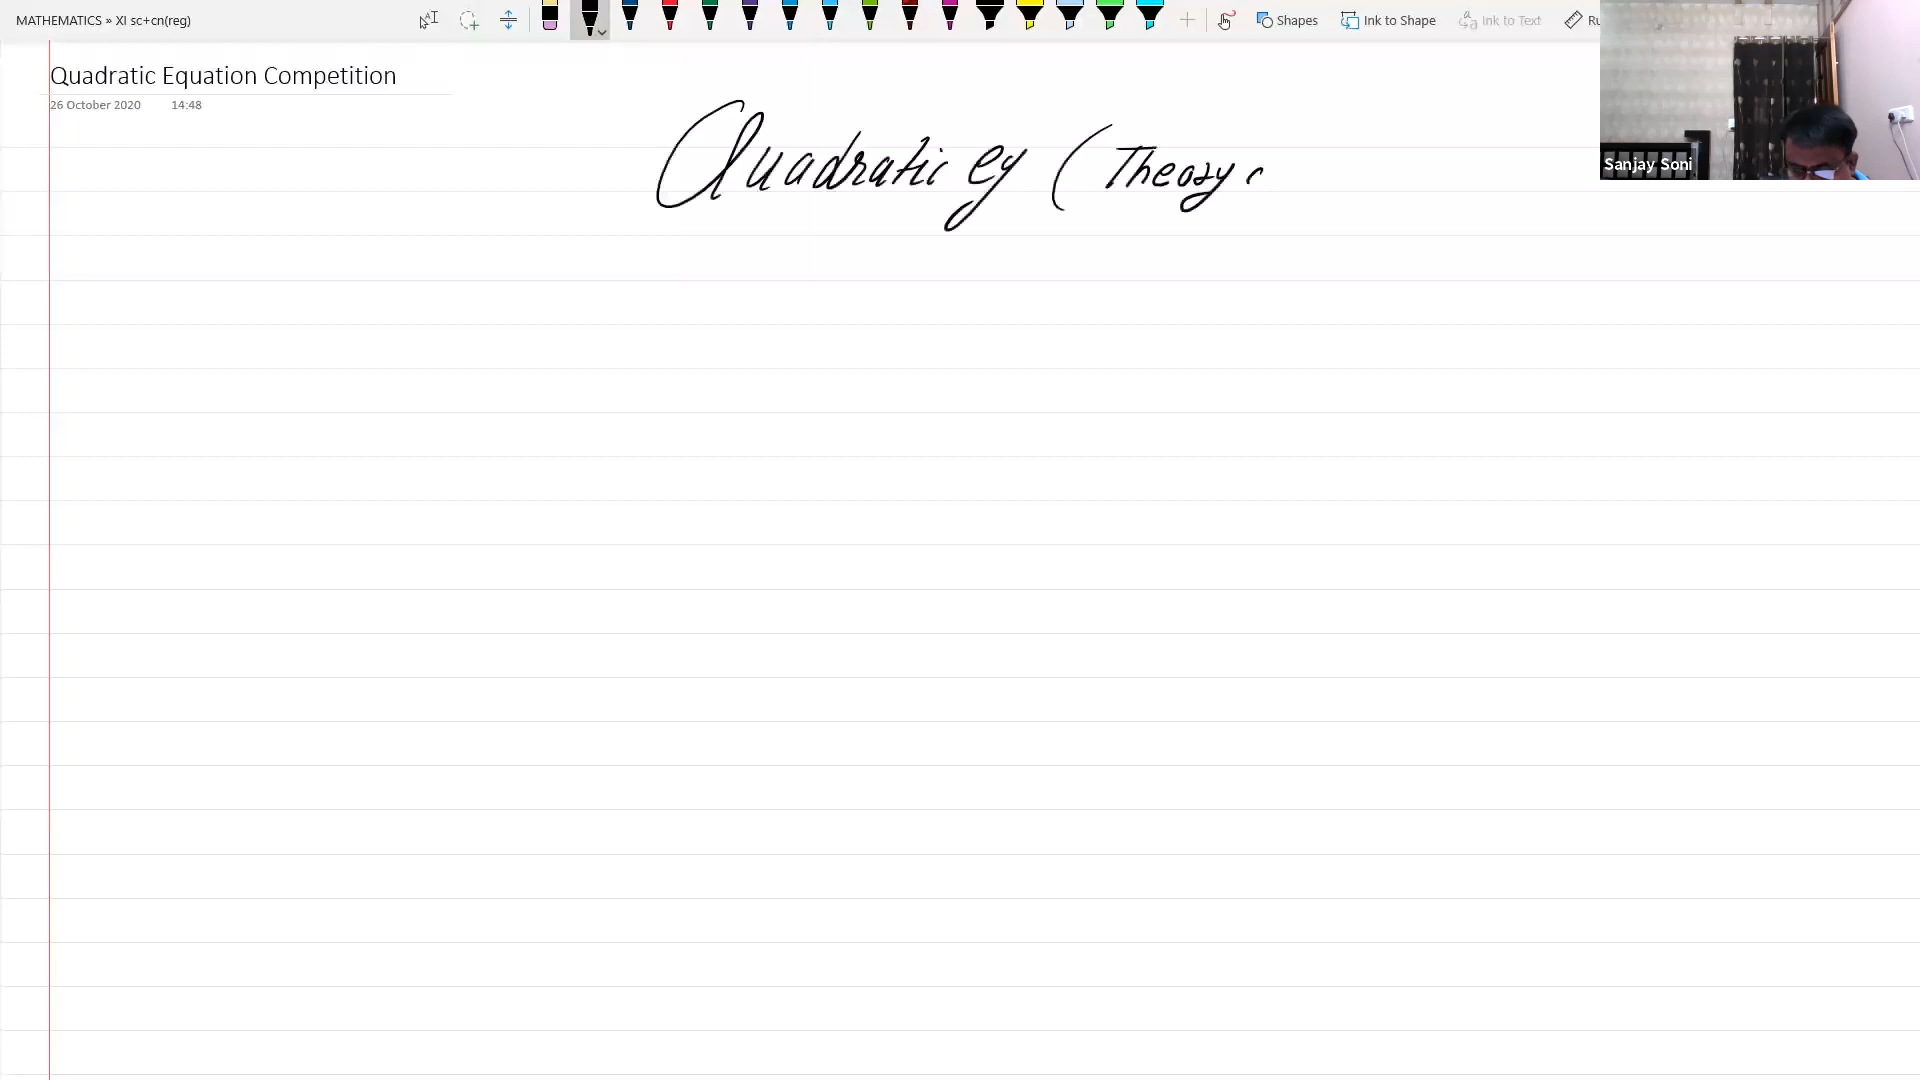 MATHEMATICS » XI sc+cn(reg)
Shapes
Ink to Shape
Ink to Text
Ru
Quadratic Equation Competition
26 October 2020 14:48
Quadratic eq ( Theory
Sanjay Soni